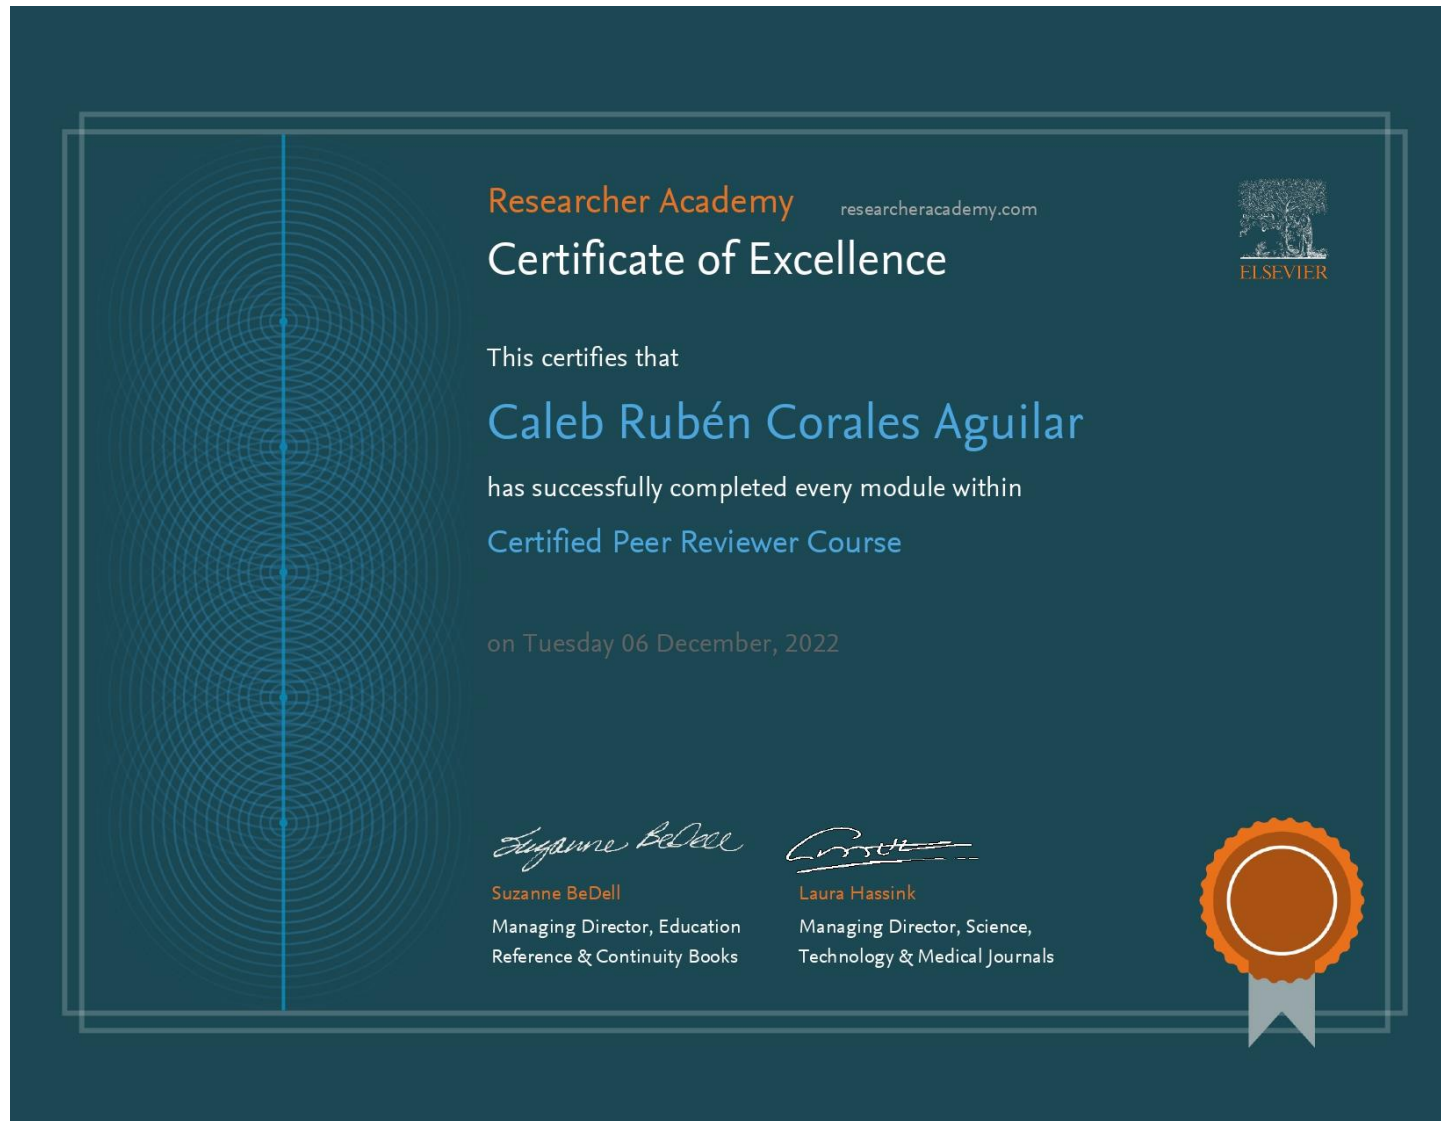 Researcher Academy researcheracademy.com
Certificate of Excellence
ELSEVIER
This certifies that
Caleb Rubén Corales Aguilar
has successfully completed every module within
Certified Peer Reviewer Course
on Tuesday 06 December, 2022
Suzanne BeDell
Suzanne BeDell
Managing Director, Education
Reference & Continuity Books
Laura Hassink
Managing Director, Science,
Technology & Medical Journals